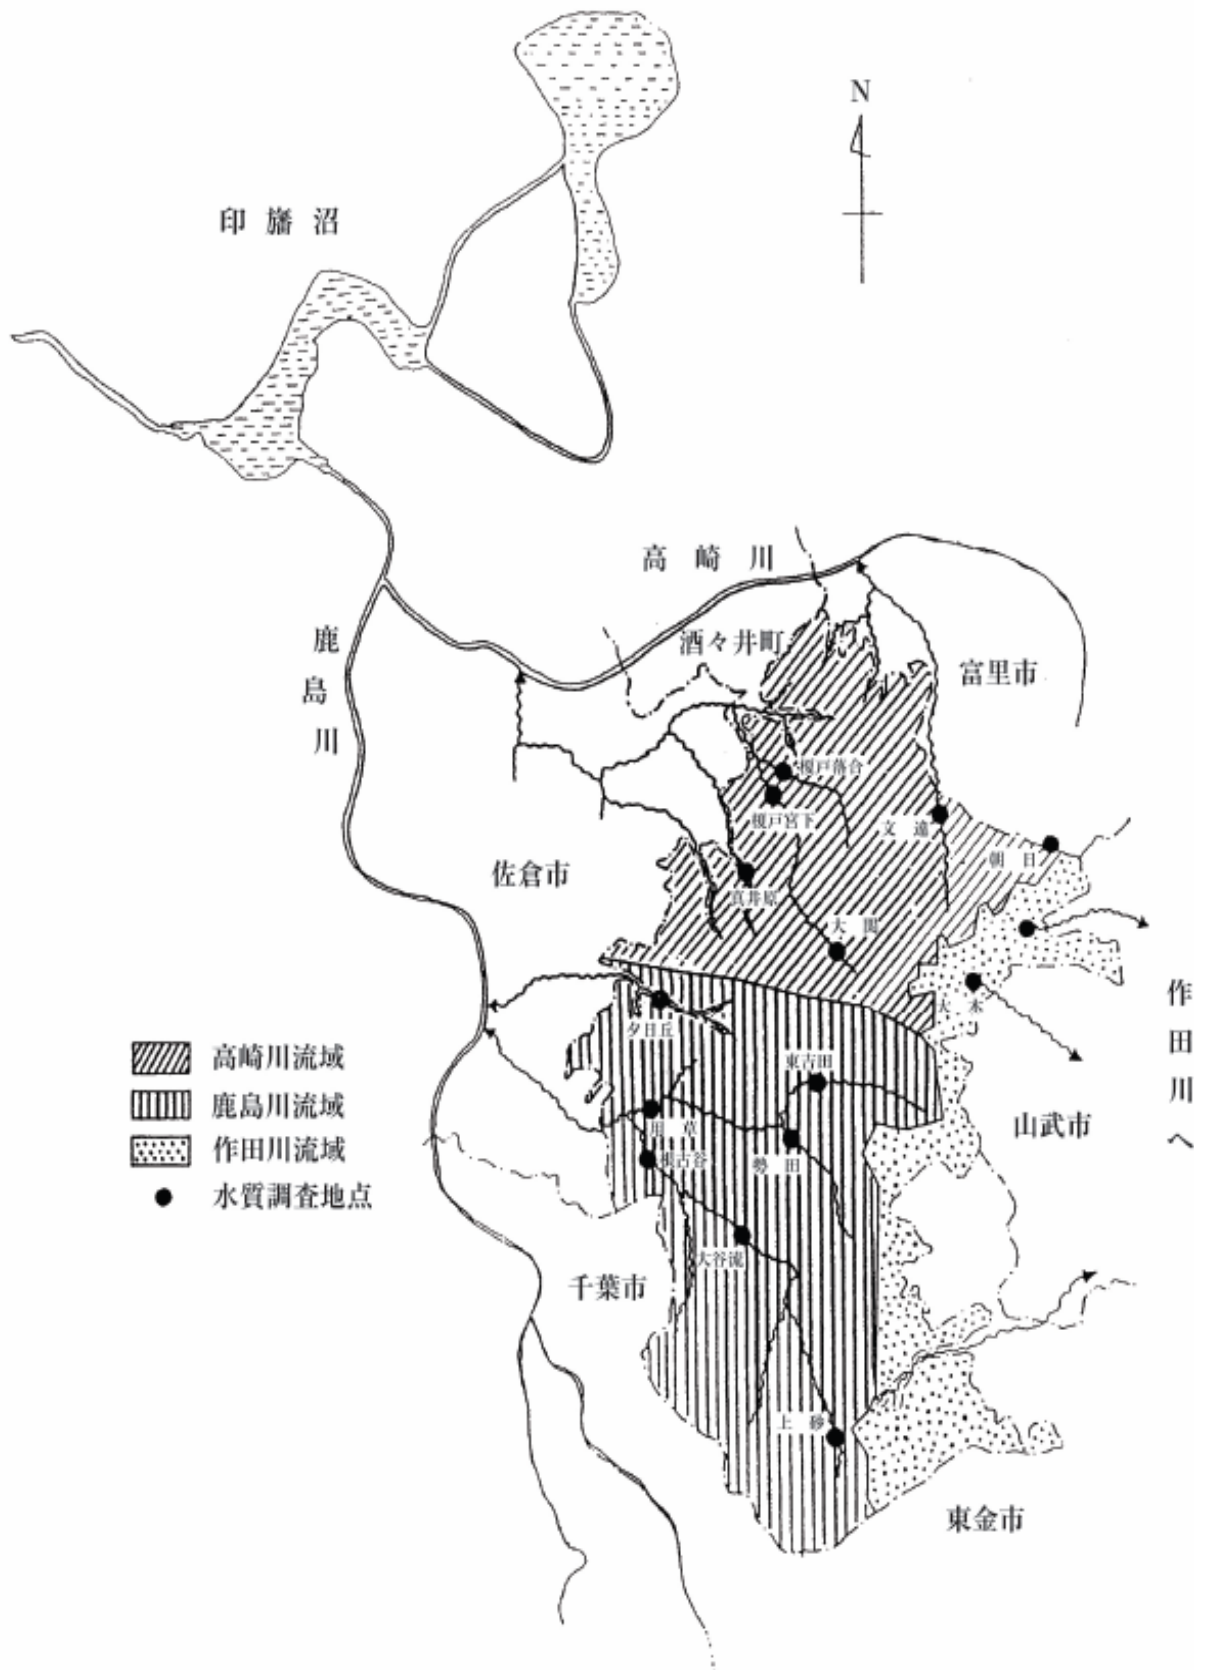 N
印旛沼
高崎川
鹿島川
酒々井町
富里市
榎戸落合
榎戸宮下
文違
朝日
佐倉市
真井原
大関
作田川へ
大木
夕日丘
東吉田
高崎川流域
鹿島川流域
作田川流域
水質調査地点
用草
根古谷
勢田
山武市
大谷流
千葉市
上砂
東金市